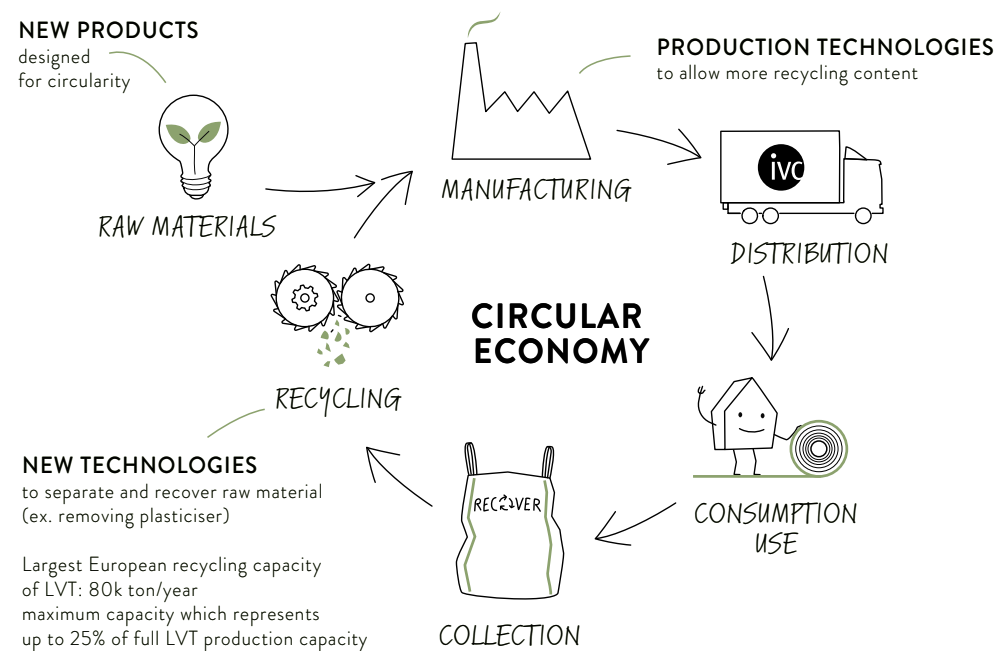 NEW PRODUCTS
designed
for circularity
PRODUCTION TECHNOLOGIES
to allow more recycling content
ivc
MANUFACTURING
RAW MATERIALS
DISTRIBUTION
CIRCULAR
ECONOMY
RECYCLING
NEW TECHNOLOGIES
to separate and recover raw material
(ex. removing plasticiser)
Largest European recycling capacity
of LVT: 80k ton/year
maximum capacity which represents
up to 25% of full LVT production capacity
RECOVER
CONSUMPTION
USE
COLLECTION